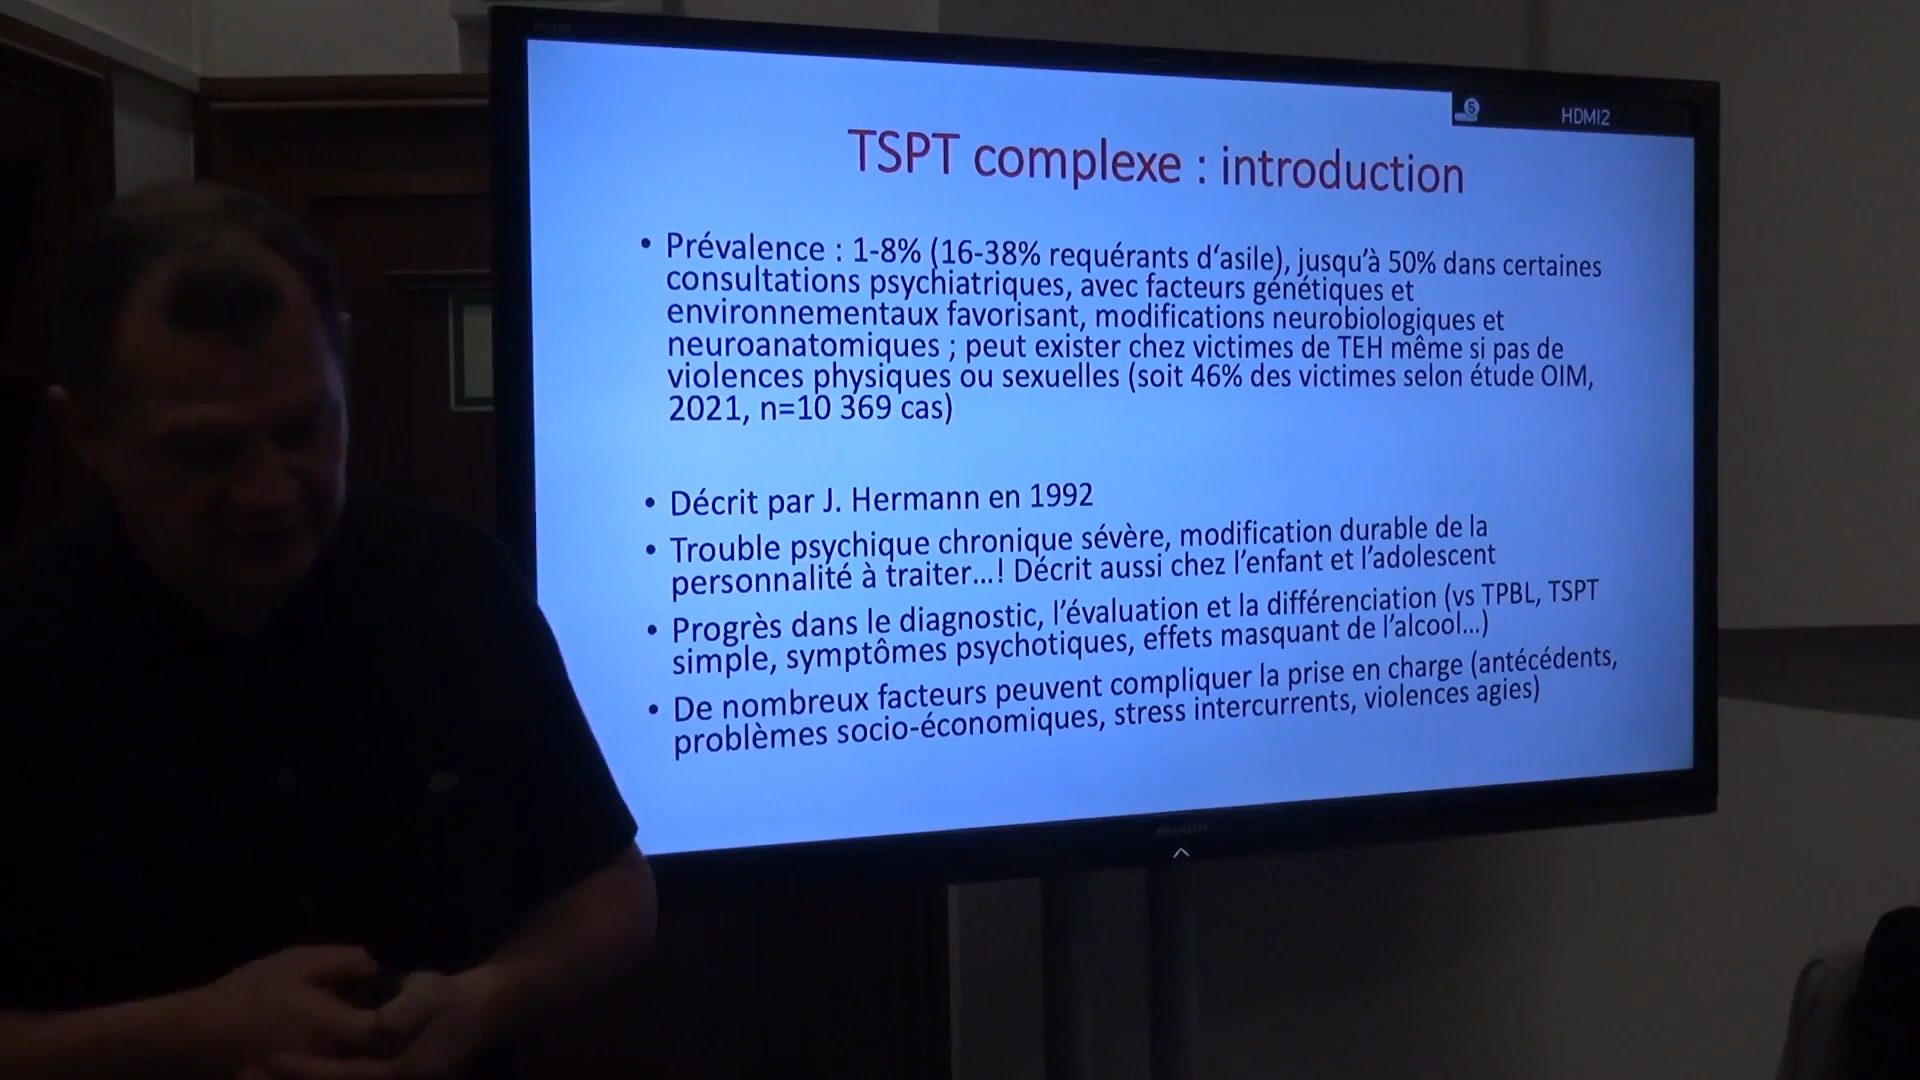 HDMI2
TSPT complexe : introduction
• Prévalence : 1-8% (16-38% requérants d‘asile), jusqu’à 50% dans certaines
consultations psychiatriques, avec facteurs génétiques et
environnementaux favorisant, modifications neurobiologiques et
neuroanatomiques ; peut exister chez victimes de TEH même si pas de
violences physiques ou sexuelles (soit 46% des victimes selon étude OIM,
2021, n=10 369 cas)
• Décrit par J. Hermann en 1992
• Trouble psychique chronique sévère, modification durable de la
personnalité à traiter…! Décrit aussi chez l’enfant et l’adolescent
• Progrès dans le diagnostic, l’évaluation et la différenciation (vs TPBL, TSPT
simple, symptômes psychotiques, effets masquant de l’alcool…)
• De nombreux facteurs peuvent compliquer la prise en charge (antécédents,
problèmes socio-économiques, stress intercurrents, violences agies)
SHARP